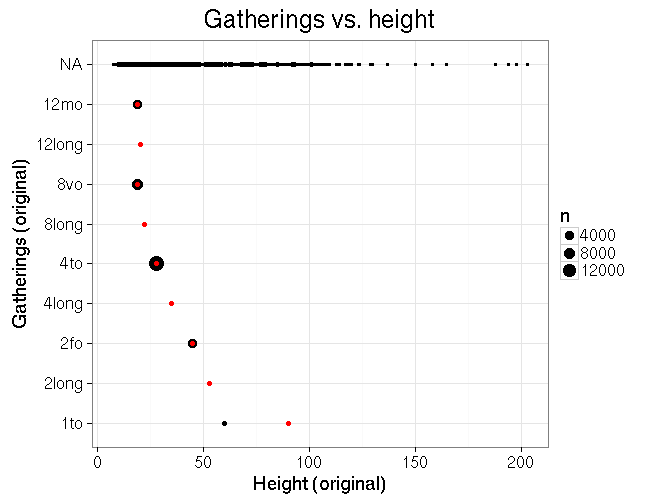 Gatherings vs. height
Gatherings (original)
NA
12mo
12long
8vo
8long
4to
4long
2fo
2long
1to
0
50
100
150
200
Height (original)
n
4000
8000
12000